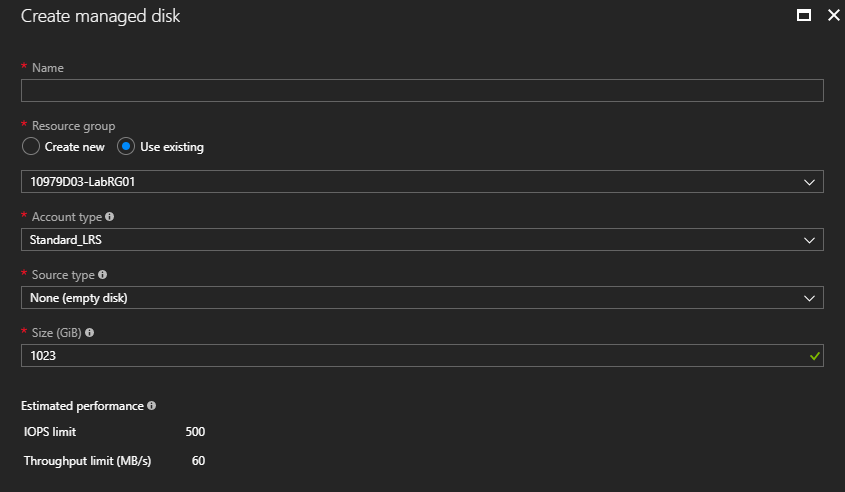 Create managed disk
* Name
* Resource group
Create new Use existing
10979D03-LabRG01
* Account type
Standard_LRS
* Source type
None (empty disk)
* Size (GiB)
1023
Estimated performance
IOPS limit 500
Throughput limit (MB/s) 60